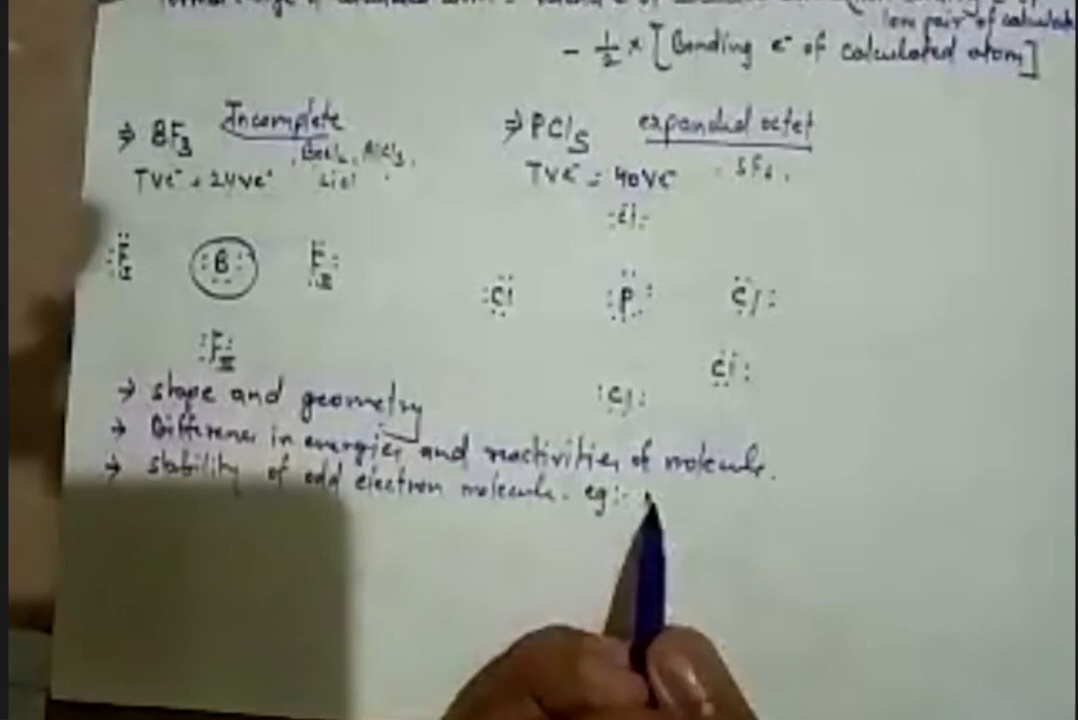 lone pair of calculated
- 1/2 × [Bonding e⁻ of calculated atom]
⇒ BF₃ Incomplete
BeCl₂, AlCl₃,
TVe⁻ = 24Ve⁻ LiCl
⇒ PCl₅ expanded octet
TVe⁻ = 40Ve⁻ SF₆.
:Cl:
:F :B: F:
:Cl :P: Cl:
:F:
Cl:
:Cl:
→ shape and geometry
→ Difference in energies and reactivities of molecule.
→ stability of odd electron molecule. eg:-